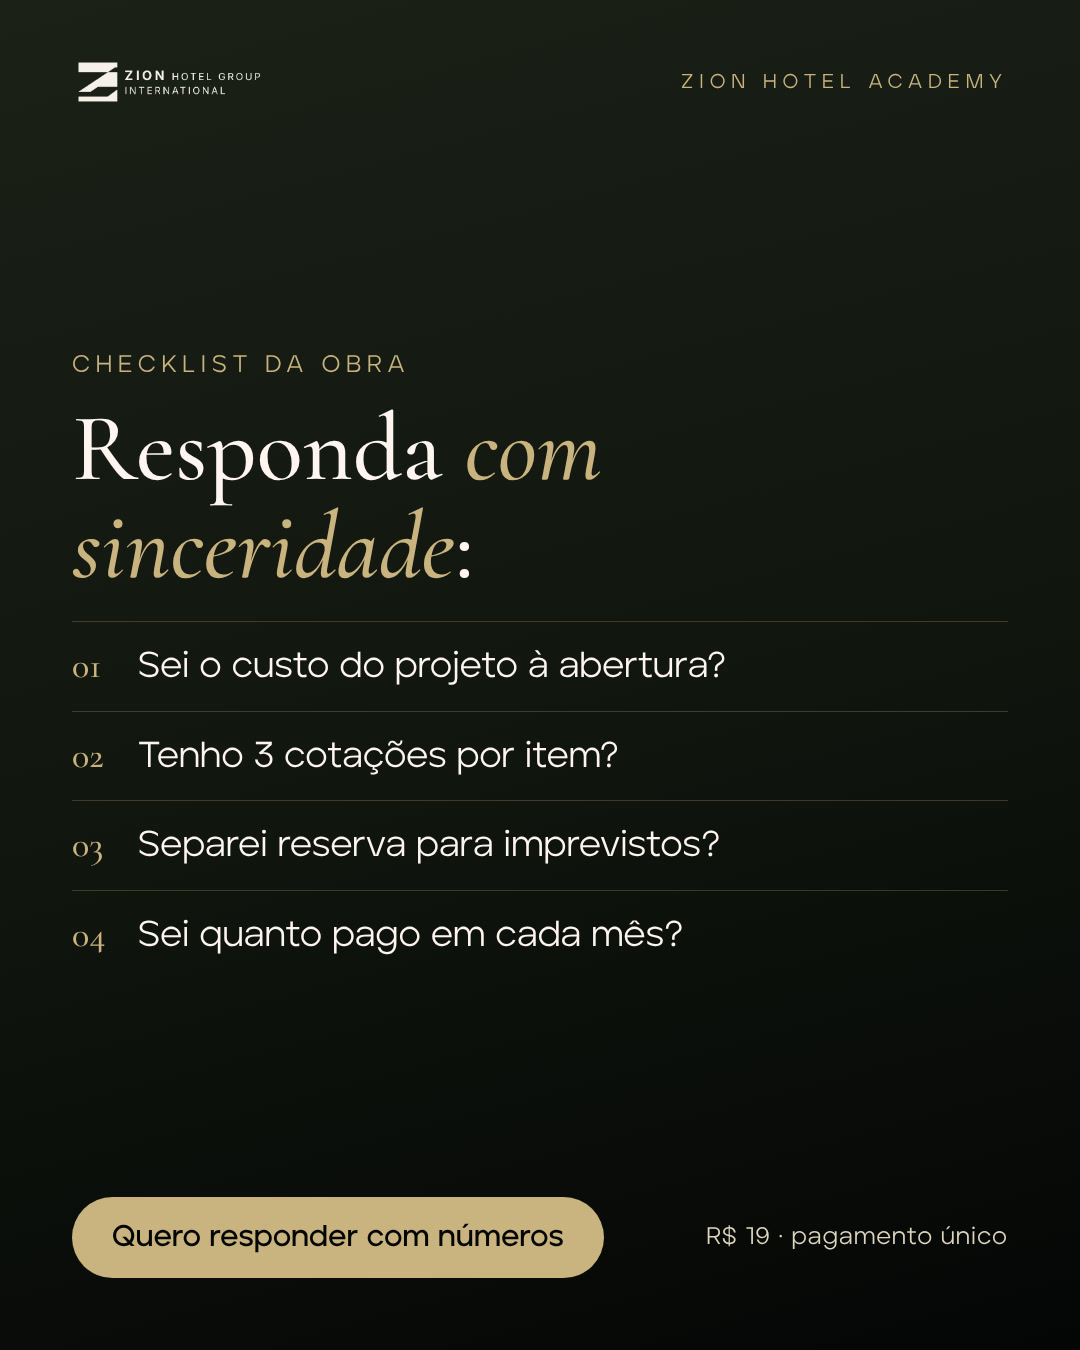 ZION HOTEL GROUP
INTERNATIONAL
ZION HOTEL ACADEMY
CHECKLIST DA OBRA
Responda com
sinceridade:
01 Sei o custo do projeto à abertura?
02 Tenho 3 cotações por item?
03 Separei reserva para imprevistos?
04 Sei quanto pago em cada mês?
Quero responder com números
R$ 19 · pagamento único